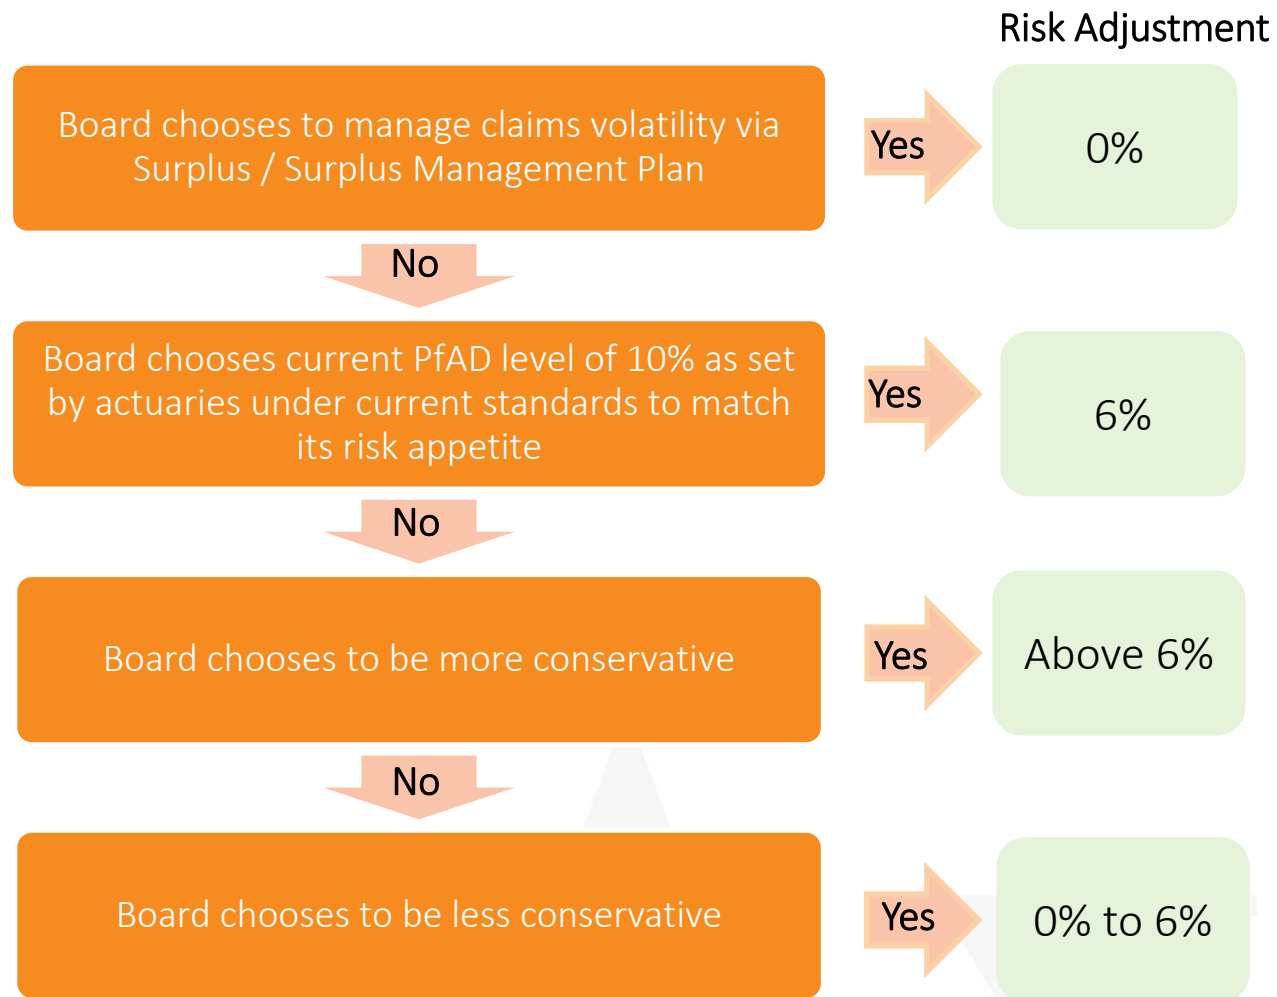 Risk Adjustment
Board chooses to manage claims volatility via
Surplus / Surplus Management Plan
Yes
0%
No
Board chooses current PfAD level of 10% as set
by actuaries under current standards to match
its risk appetite
Yes
6%
No
Board chooses to be more conservative
Yes
Above 6%
No
Board chooses to be less conservative
Yes
0% to 6%